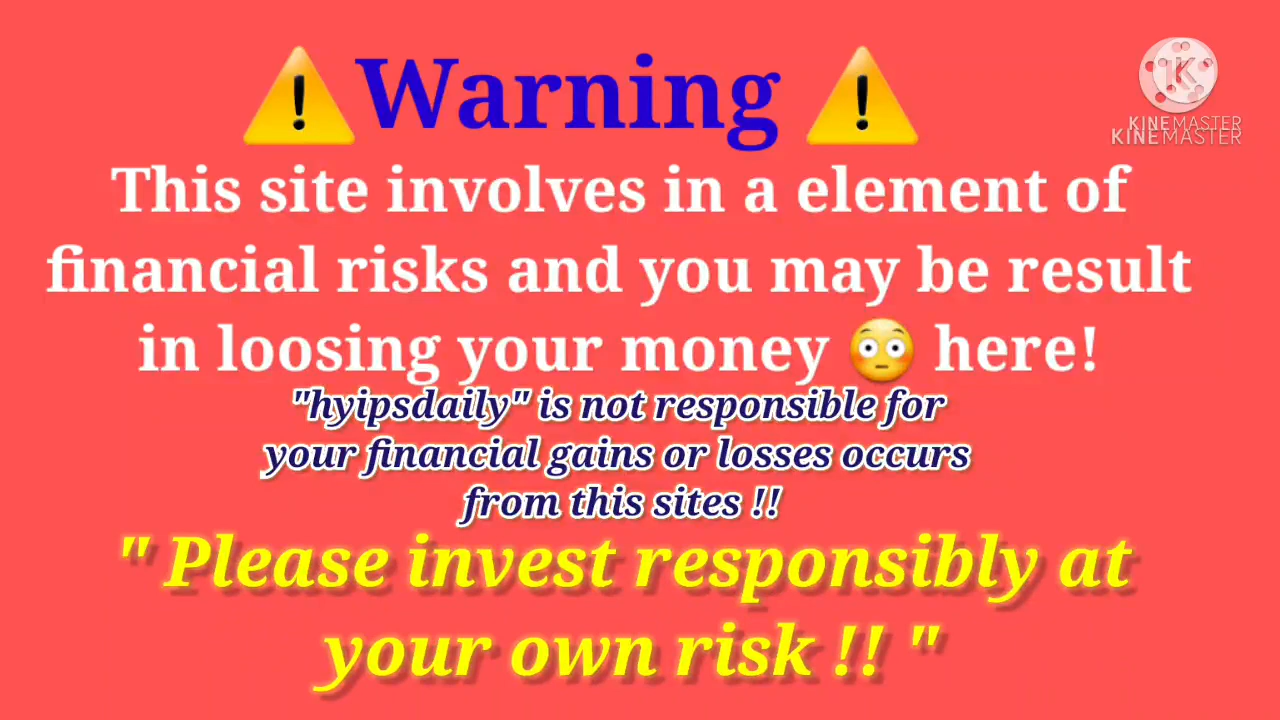 ⚠️Warning ⚠️
This site involves in a element of
financial risks and you may be result
in loosing your money 😳 here!
"hyipsdaily" is not responsible for
your financial gains or losses occurs
from this sites !!
" Please invest responsibly at
your own risk !! "
K
KINEMASTER
KINEMASTER